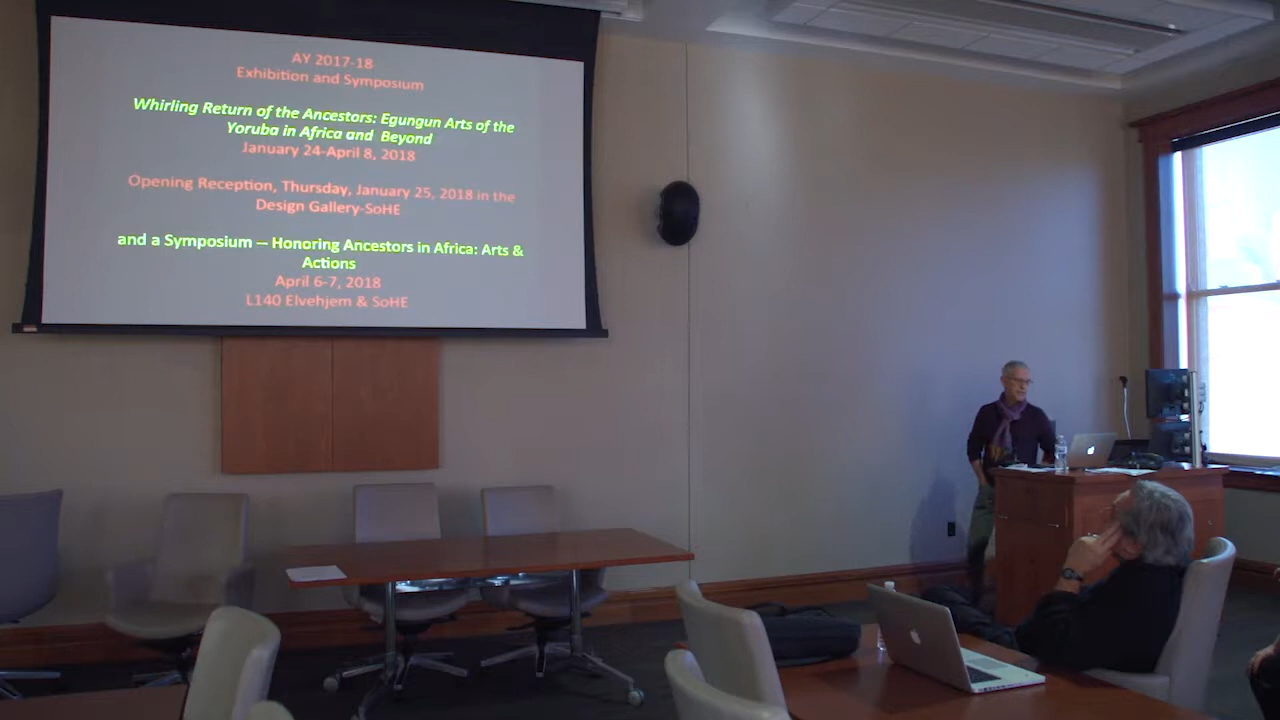 AY 2017-18
Exhibition and Symposium
Whirling Return of the Ancestors: Egungun Arts of the
Yoruba in Africa and Beyond
January 24-April 8, 2018
Opening Reception, Thursday, January 25, 2018 in the
Design Gallery-SoHE
and a Symposium -- Honoring Ancestors in Africa: Arts &
Actions
April 6-7, 2018
L140 Elvehjem & SoHE